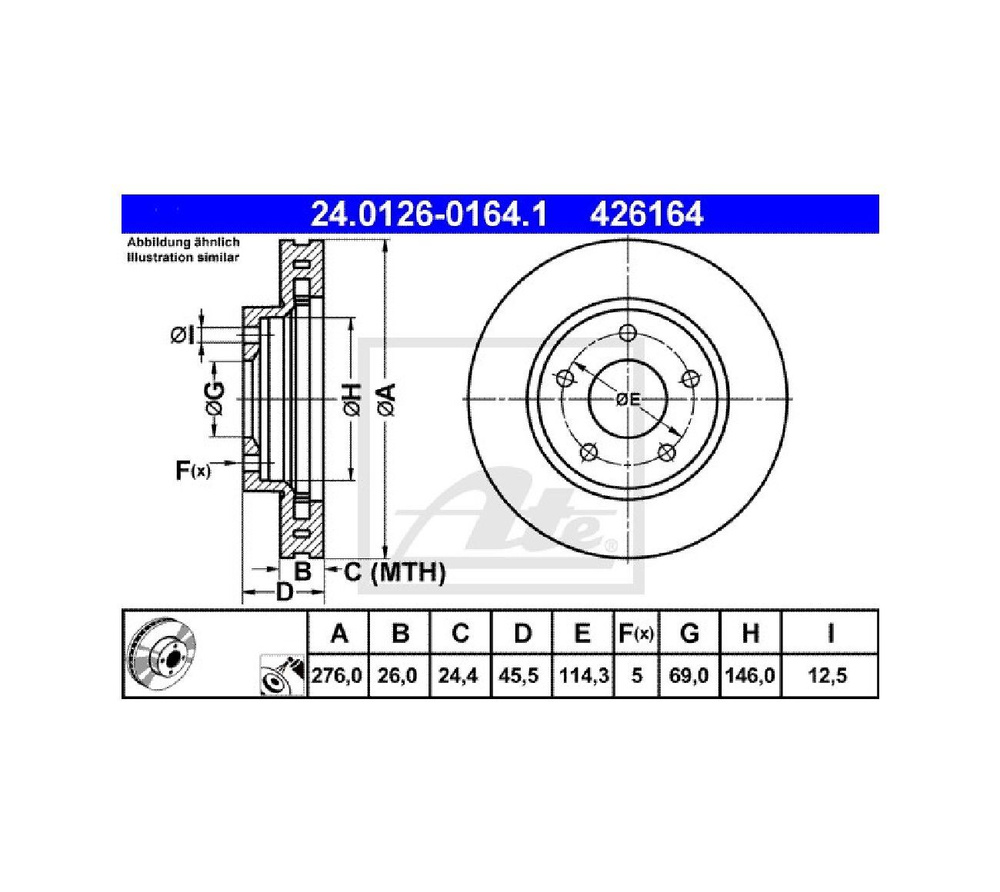 24.0126-0164.1 426164
Abbildung ähnlich
Illustration similar
ØI
ØG
ØH
ØA
ØE
F(x)
Ate®
B C (MTH)
D
A B C D E F(x) G H I
276,0 26,0 24,4 45,5 114,3 5 69,0 146,0 12,5